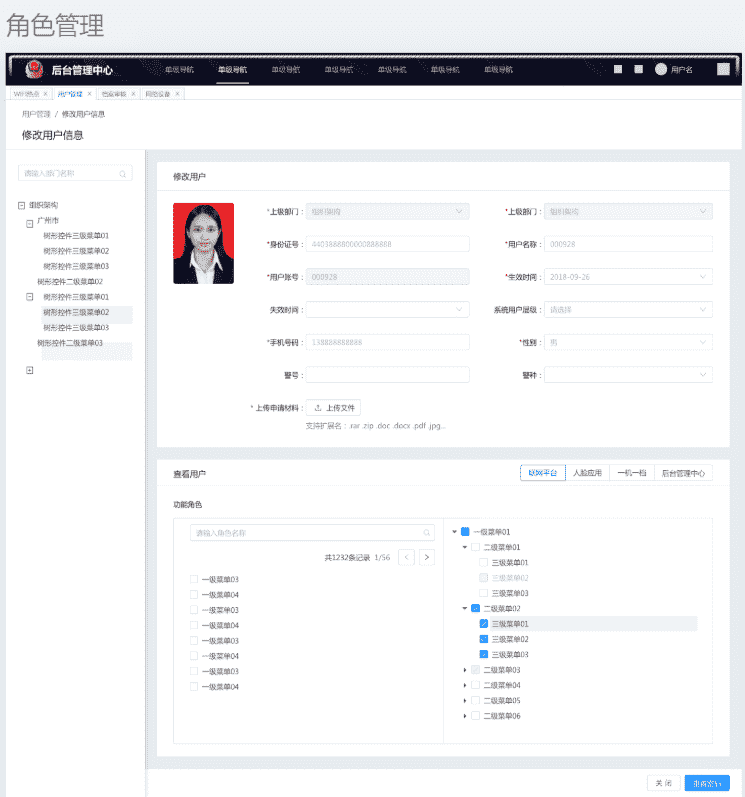 角色管理
后台管理中心 单级导航 单级导航 单级导航 单级导航 单级导航 单级导航 单级导航 用户名
用户管理 × 档案审核 × 网络设备 ×
用户管理 / 修改用户信息
修改用户信息
请输入部门名称
组织架构
广州市
树形控件三级菜单01
树形控件三级菜单02
树形控件三级菜单03
树形控件二级菜单02
树形控件三级菜单01
树形控件三级菜单02
树形控件三级菜单03
树形控件二级菜单03
修改用户
*上级部门： 组织架构 *上级部门： 组织架构
*身份证号： *用户名称： 000928
*用户账号： 000928 *生效时间： 2018-09-26
失效时间： 系统用户层级： 请选择
*手机号码： 138888888888 *性别： 男
警号： 警种：
*上传申请材料： 上传文件
支持扩展名：.rar .zip .doc .docx .pdf .jpg...
查看用户 联网平台 人脸应用 一机一档 后台管理中心
功能角色
请输入角色名称
共1232条记录 1/56 < >
一级菜单03
一级菜单04
一级菜单03
一级菜单04
一级菜单03
一级菜单04
一级菜单03
一级菜单04
一级菜单01
二级菜单01
三级菜单01
三级菜单02
三级菜单03
二级菜单02
三级菜单01
三级菜单02
三级菜单03
二级菜单03
二级菜单04
二级菜单05
二级菜单06
关 闭